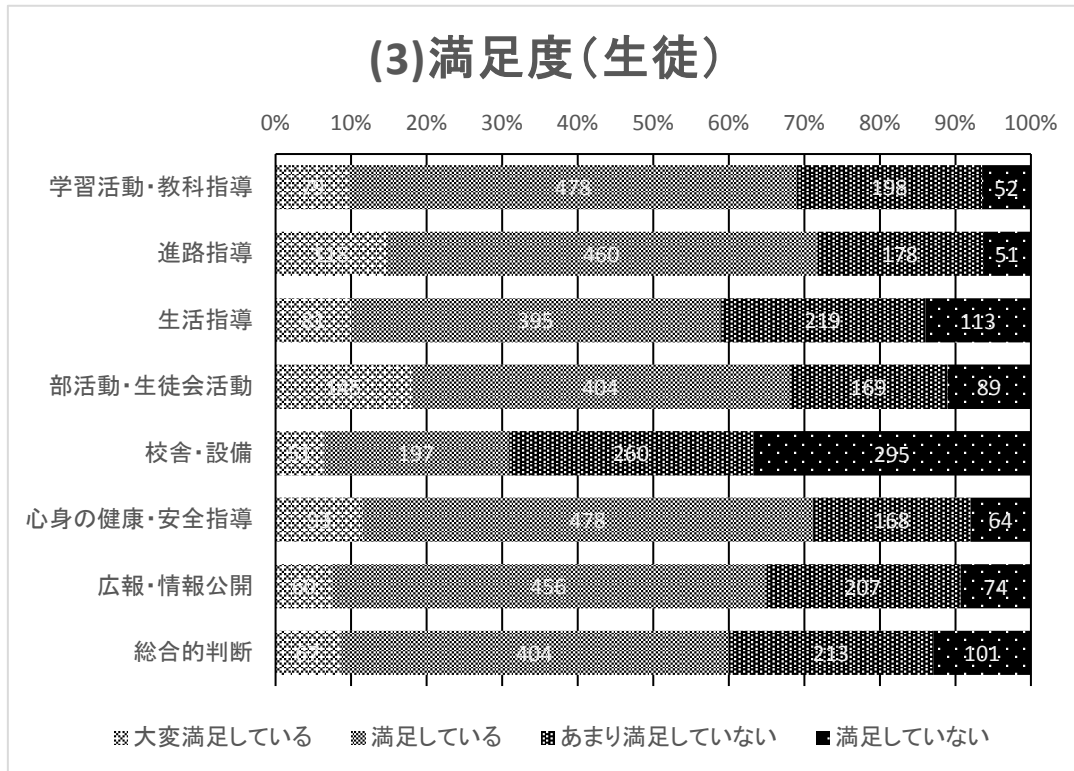 (3)満足度（生徒）
0% 10% 20% 30% 40% 50% 60% 70% 80% 90% 100%
学習活動・教科指導 478 198 52
進路指導 460 178 51
生活指導 395 219 113
部活動・生徒会活動 404 169 89
校舎・設備 197 260 295
心身の健康・安全指導 478 168 64
広報・情報公開 456 207 74
総合的判断 404 213 101
大変満足している 満足している あまり満足していない 満足していない